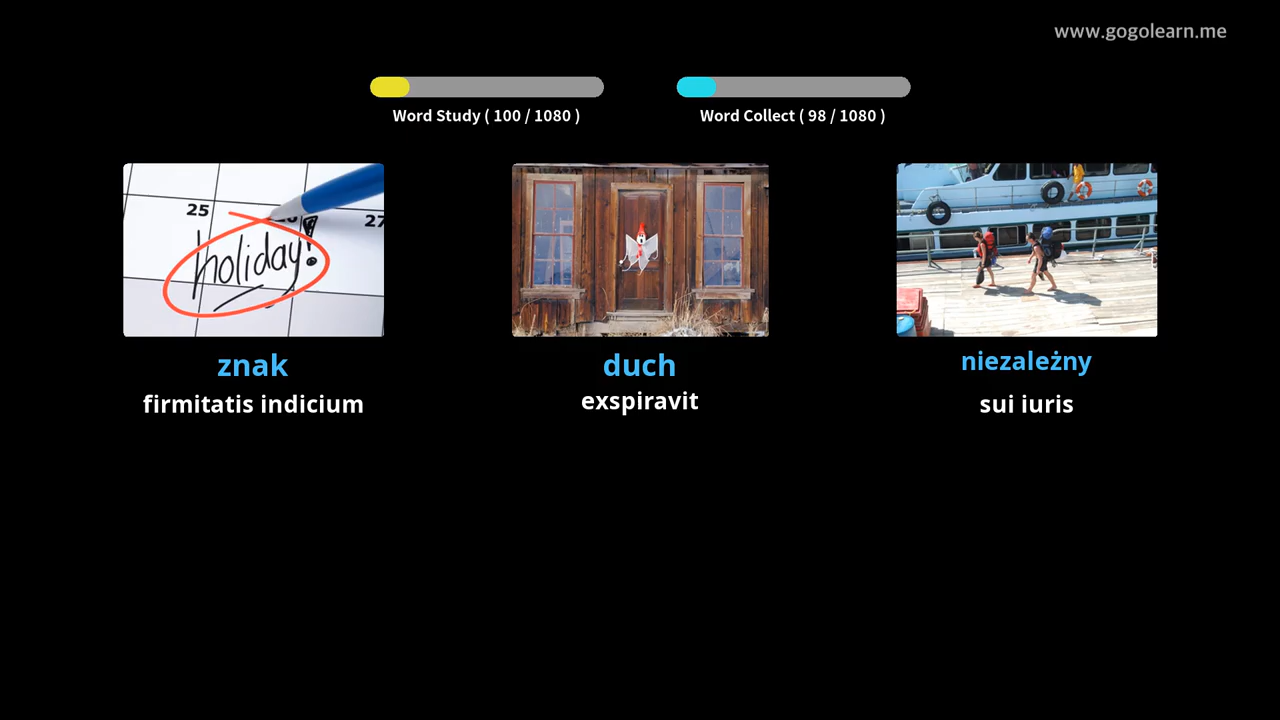 www.gogolearn.me
Word Study ( 100 / 1080 )
Word Collect ( 98 / 1080 )
25
27
holiday!
znak
duch
niezależny
firmitatis indicium
exspiravit
sui iuris